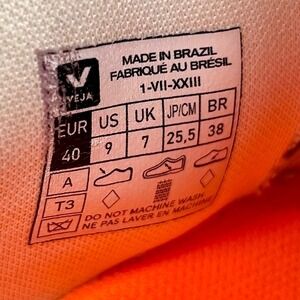 MADE IN BRAZIL
FABRIQUÉ AU BRÉSIL
1-VII-XXIII
VEJA
EUR US UK JP/CM BR
40 9 7 25,5 38
A
T3
DO NOT MACHINE WASH
NE PAS LAVER EN MACHINE